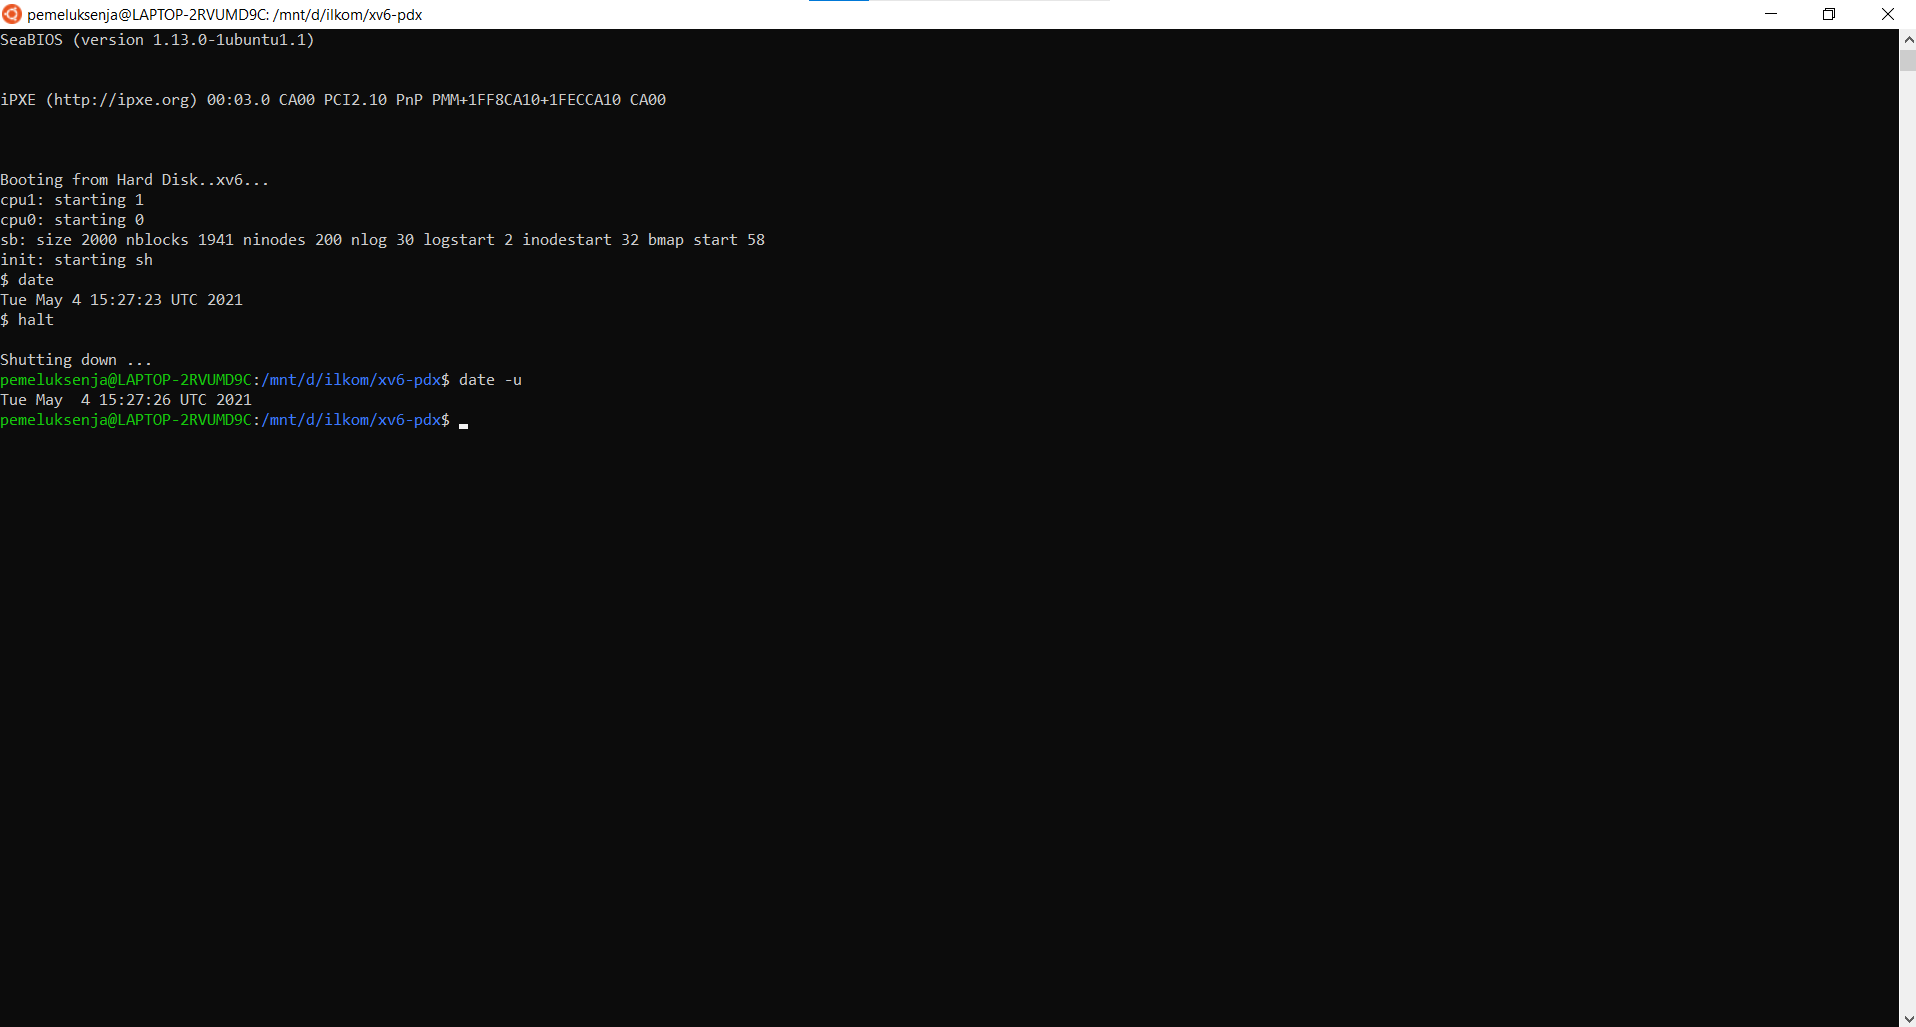 pemeluksenja@LAPTOP-2RVUMD9C: /mnt/d/ilkom/xv6-pdx
SeaBIOS (version 1.13.0-1ubuntu1.1)
iPXE (http://ipxe.org) 00:03.0 CA00 PCI2.10 PnP PMM+1FF8CA10+1FECCA10 CA00
Booting from Hard Disk..xv6...
cpu1: starting 1
cpu0: starting 0
sb: size 2000 nblocks 1941 ninodes 200 nlog 30 logstart 2 inodestart 32 bmap start 58
init: starting sh
$ date
Tue May 4 15:27:23 UTC 2021
$ halt
Shutting down ...
pemeluksenja@LAPTOP-2RVUMD9C:/mnt/d/ilkom/xv6-pdx$ date -u
Tue May  4 15:27:26 UTC 2021
pemeluksenja@LAPTOP-2RVUMD9C:/mnt/d/ilkom/xv6-pdx$